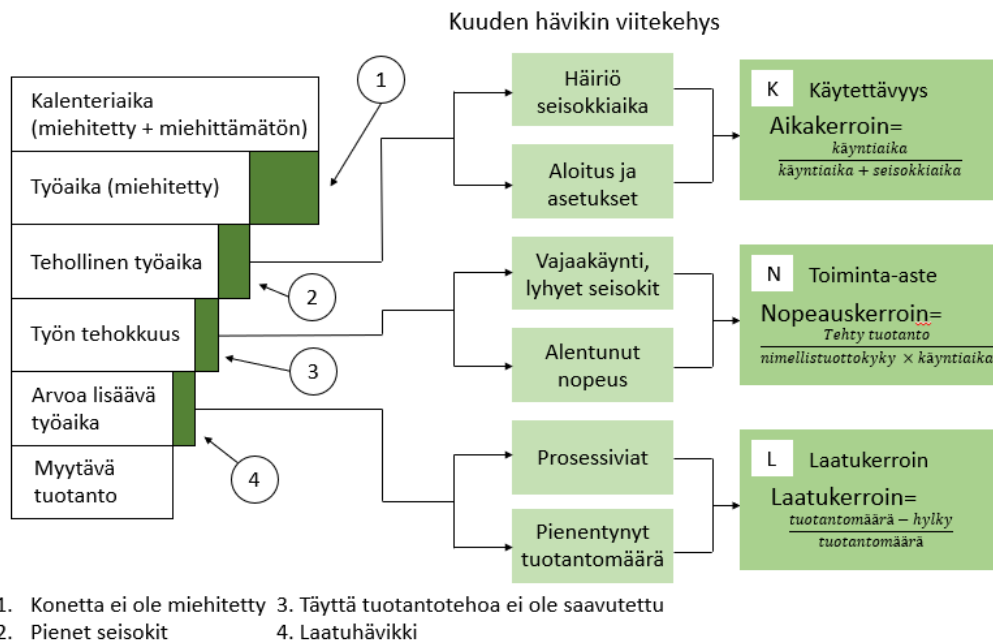 Kuuden hävikin viitekehys
Kalenteriaika
(miehitetty + miehittämätön)
Työaika (miehitetty)
Tehollinen työaika
Työn tehokkuus
Arvoa lisäävä
työaika
Myytävä
tuotanto
1
2
3
4
Häiriö
seisokkiaika
Aloitus ja
asetukset
Vajaakäynti,
lyhyet seisokit
Alentunut
nopeus
Prosessiviat
Pienentynyt
tuotantomäärä
K Käytettävyys
Aikakerroin=
käyntiaika
käyntiaika + seisokkiaika
N Toiminta-aste
Nopeauskerroin=
Tehty tuotanto
nimellistuottokyky × käyntiaika
L Laatukerroin
Laatukerroin=
tuotantomäärä − hylky
tuotantomäärä
1. Konetta ei ole miehitetty 3. Täyttä tuotantotehoa ei ole saavutettu
2. Pienet seisokit 4. Laatuhävikki